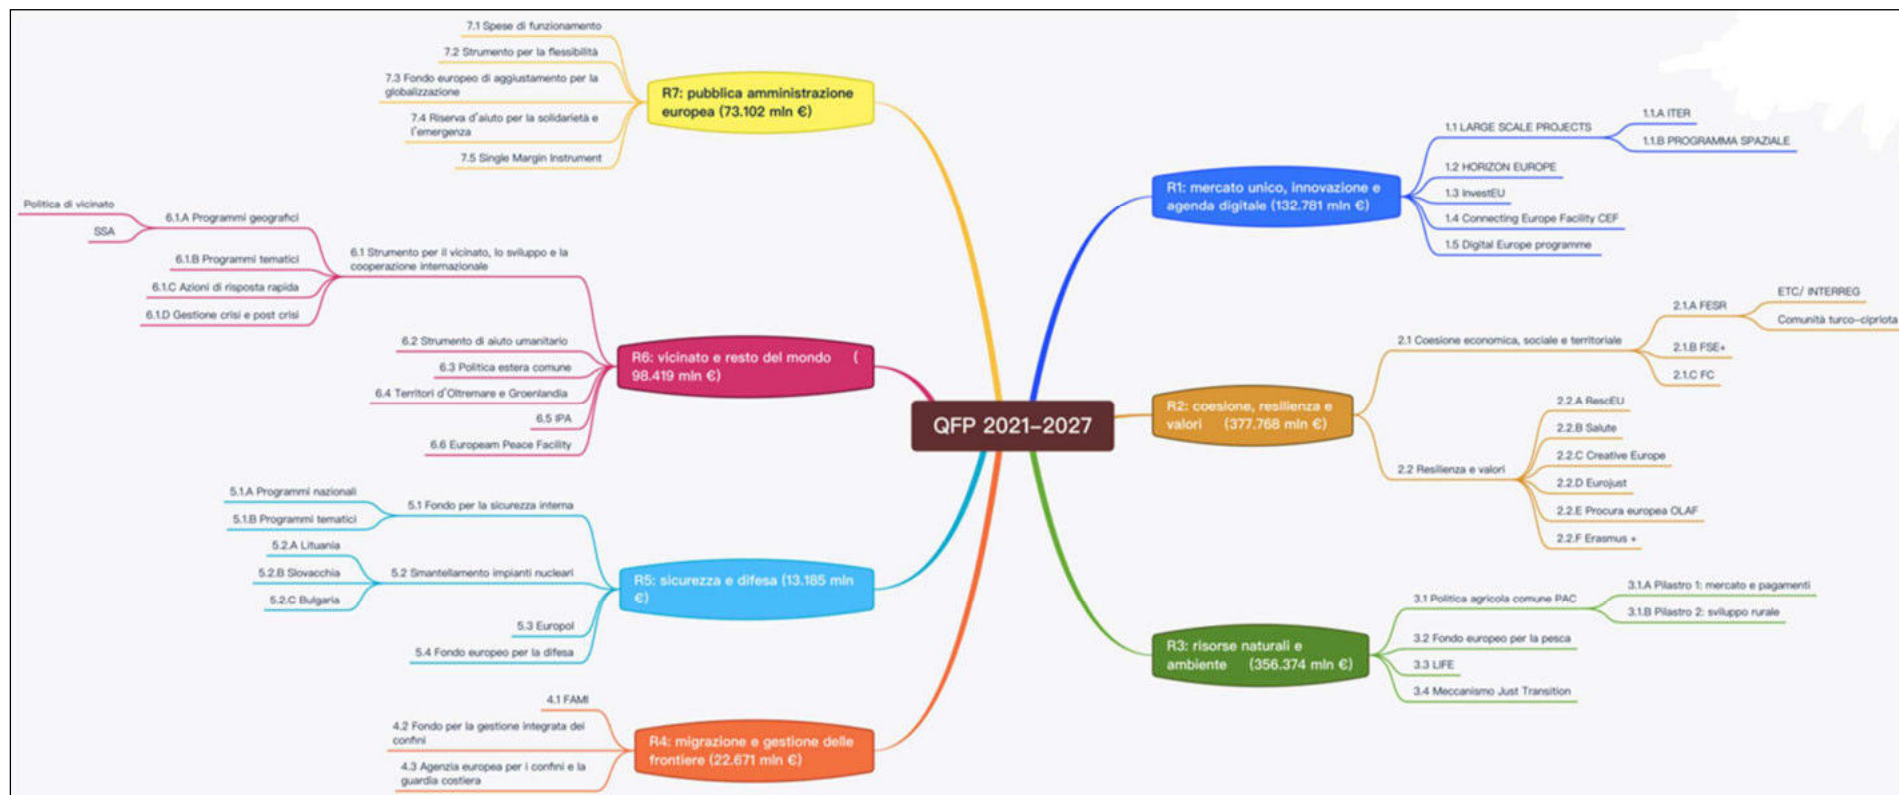 QFP 2021–2027
R1: mercato unico, innovazione e
agenda digitale (132.781 mln €)
1.1 LARGE SCALE PROJECTS
1.1.A ITER
1.1.B PROGRAMMA SPAZIALE
1.2 HORIZON EUROPE
1.3 InvestEU
1.4 Connecting Europe Facility CEF
1.5 Digital Europe programme
R2: coesione, resilienza e
valori (377.768 mln €)
2.1 Coesione economica, sociale e territoriale
2.1.A FESR
ETC/ INTERREG
Comunità turco–cipriota
2.1.B FSE+
2.1.C FC
2.2 Resilienza e valori
2.2.A RescEU
2.2.B Salute
2.2.C Creative Europe
2.2.D Eurojust
2.2.E Procura europea OLAF
2.2.F Erasmus +
R3: risorse naturali e
ambiente (356.374 mln €)
3.1 Politica agricola comune PAC
3.1.A Pilastro 1: mercato e pagamenti
3.1.B Pilastro 2: sviluppo rurale
3.2 Fondo europeo per la pesca
3.3 LIFE
3.4 Meccanismo Just Transition
R4: migrazione e gestione delle
frontiere (22.671 mln €)
4.1 FAMI
4.2 Fondo per la gestione integrata dei
confini
4.3 Agenzia europea per i confini e la
guardia costiera
R5: sicurezza e difesa (13.185 mln
€)
5.1 Fondo per la sicurezza interna
5.1.A Programmi nazionali
5.1.B Programmi tematici
5.2 Smantellamento impianti nucleari
5.2.A Lituania
5.2.B Slovacchia
5.2.C Bulgaria
5.3 Europol
5.4 Fondo europeo per la difesa
R6: vicinato e resto del mondo (
98.419 mln €)
6.1 Strumento per il vicinato, lo sviluppo e la
cooperazione internazionale
6.1.A Programmi geografici
Politica di vicinato
SSA
6.1.B Programmi tematici
6.1.C Azioni di risposta rapida
6.1.D Gestione crisi e post crisi
6.2 Strumento di aiuto umanitario
6.3 Politica estera comune
6.4 Territori d'Oltremare e Groenlandia
6.5 IPA
6.6 Europeam Peace Facility
R7: pubblica amministrazione
europea (73.102 mln €)
7.1 Spese di funzionamento
7.2 Strumento per la flessibilità
7.3 Fondo europeo di aggiustamento per la
globalizzazione
7.4 Riserva d'aiuto per la solidarietà e
l'emergenza
7.5 Single Margin Instrument